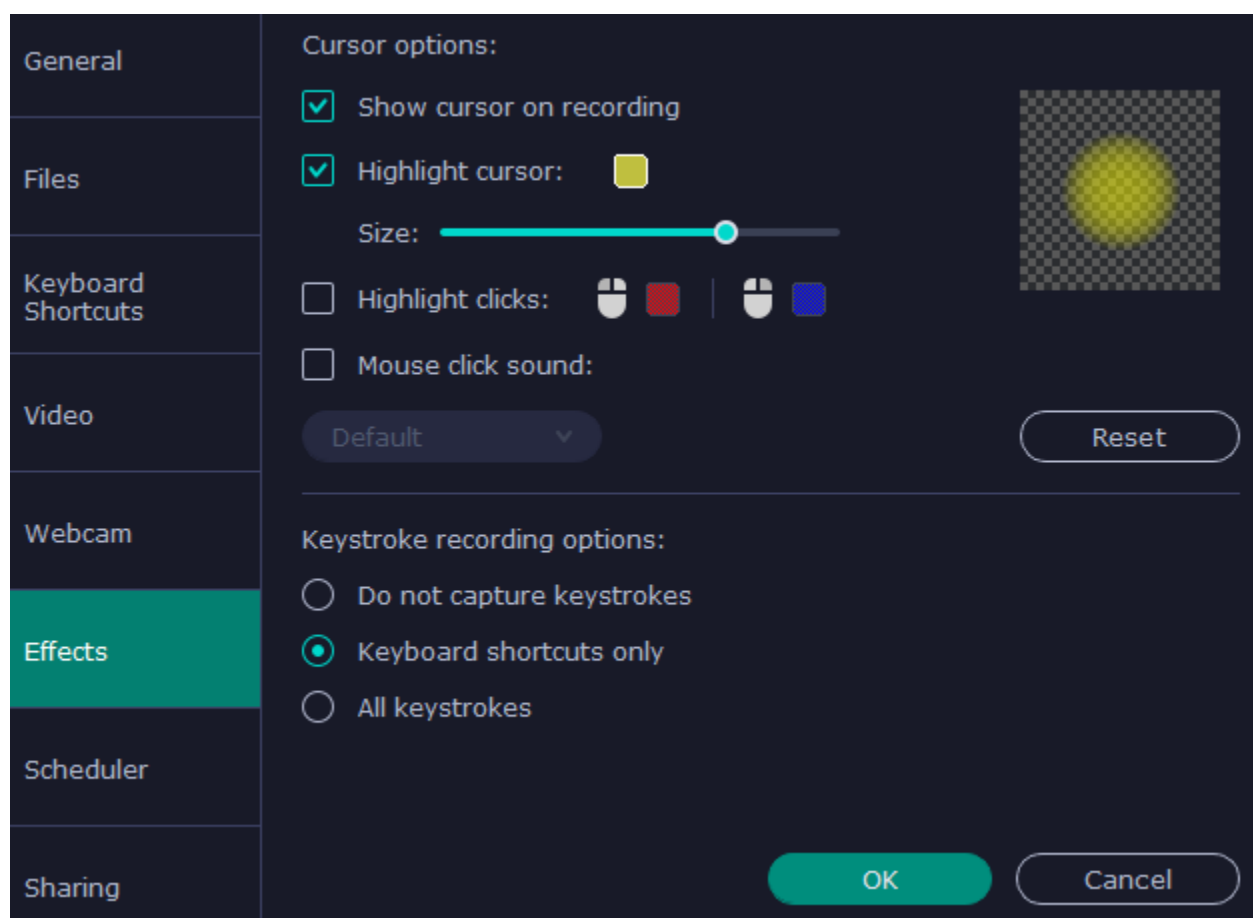 General
Files
Keyboard
Shortcuts
Video
Webcam
Effects
Scheduler
Sharing
Cursor options:
Show cursor on recording
Highlight cursor:
Size:
Highlight clicks:
Mouse click sound:
Default
Reset
Keystroke recording options:
Do not capture keystrokes
Keyboard shortcuts only
All keystrokes
OK
Cancel